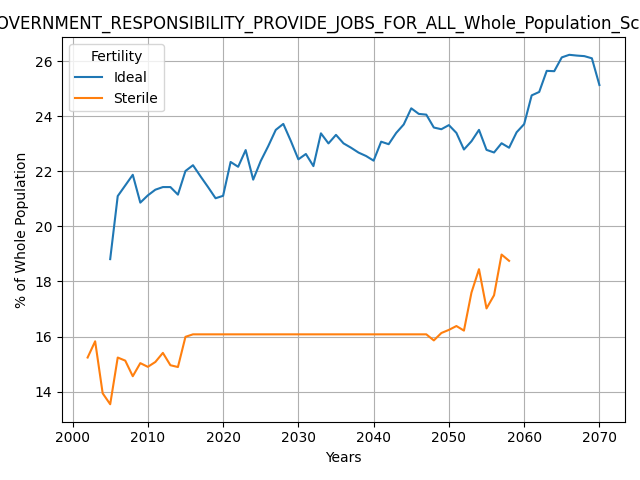 OVERNMENT_RESPONSIBILITY_PROVIDE_JOBS_FOR_ALL_Whole_Population_Sc
Fertility
Ideal
Sterile
% of Whole Population
26
24
22
20
18
16
14
2000 2010 2020 2030 2040 2050 2060 2070
Years